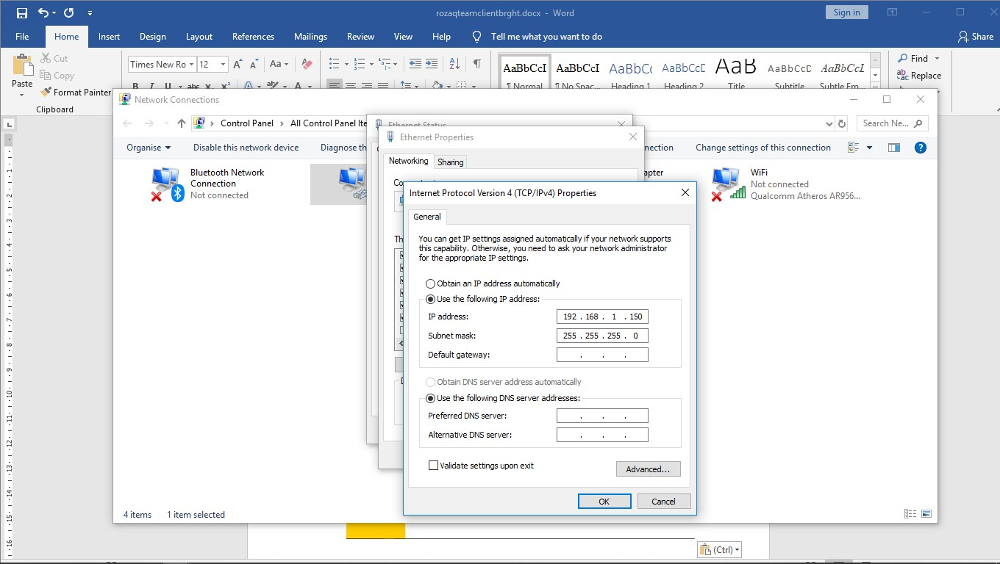 rozaqteamclientbrght.docx - Word
Sign in
File Home Insert Design Layout References Mailings Review View Help Tell me what you want to do Share
Cut
Copy
Paste
Format Painter
Clipboard
Times New Ro 12
Aa
AaBbCcI AaBbCcI AaBbCc AaBbCcC AaB AaBbCcD AaBbCcI
¶ Normal ¶ No Spac... Heading 1 Heading 2 Title Subtitle Subtle Em...
Find
Replace
Network Connections
Control Panel All Control Panel Ite
Search Ne...
Organise Disable this network device Diagnose th
nection Change settings of this connection
Bluetooth Network
Connection
Not connected
apter
WiFi
Not connected
Qualcomm Atheros AR956...
Ethernet Status
Ethernet Properties
Networking Sharing
Th
Internet Protocol Version 4 (TCP/IPv4) Properties
General
You can get IP settings assigned automatically if your network supports
this capability. Otherwise, you need to ask your network administrator
for the appropriate IP settings.
Obtain an IP address automatically
Use the following IP address:
IP address: 192 . 168 . 1 . 150
Subnet mask: 255 . 255 . 255 . 0
Default gateway: . . .
Obtain DNS server address automatically
Use the following DNS server addresses:
Preferred DNS server: . . .
Alternative DNS server: . . .
Validate settings upon exit
Advanced...
OK Cancel
4 items 1 item selected
(Ctrl)